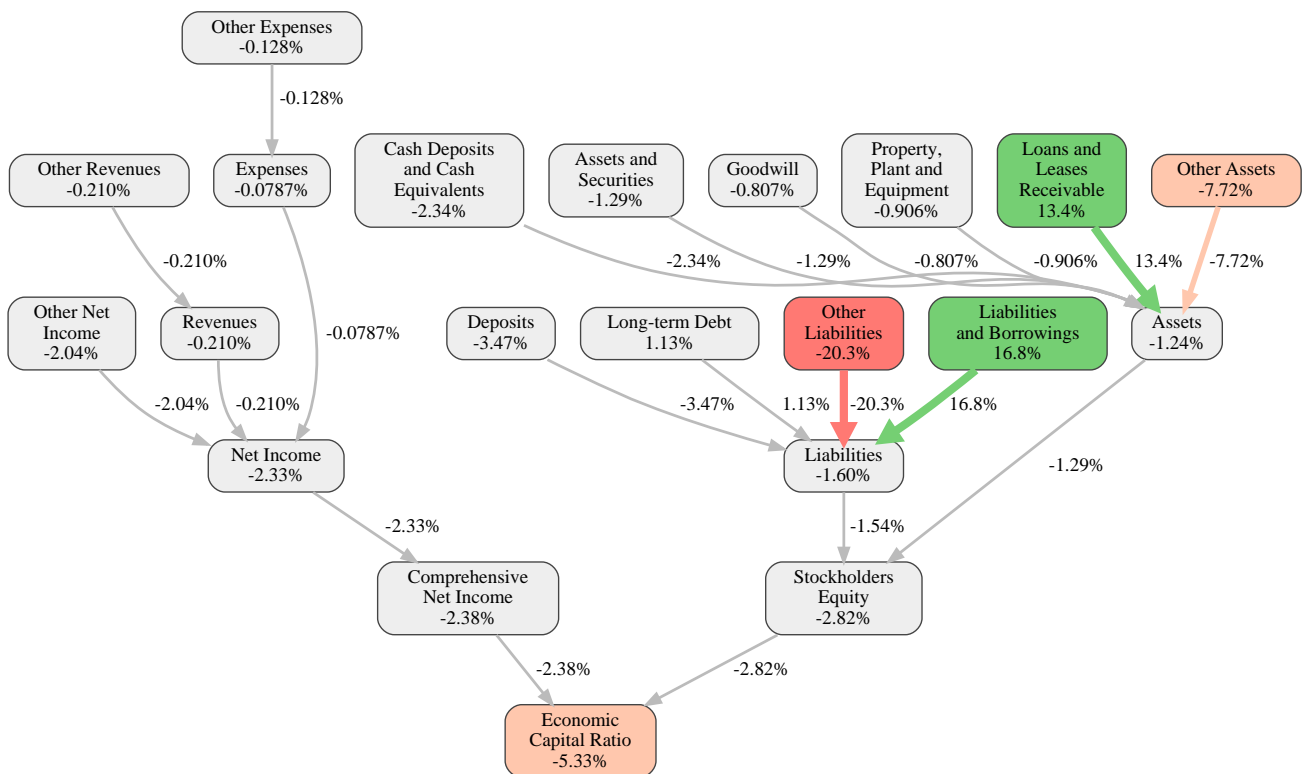 Other Expenses
-0.128%
-0.128%
Other Revenues
-0.210%
Expenses
-0.0787%
Cash Deposits
and Cash
Equivalents
-2.34%
Assets and
Securities
-1.29%
Goodwill
-0.807%
Property,
Plant and
Equipment
-0.906%
Loans and
Leases
Receivable
13.4%
Other Assets
-7.72%
-0.210%
-2.34%
-1.29%
-0.807%
-0.906%
13.4%
-7.72%
Other Net
Income
-2.04%
Revenues
-0.210%
-0.0787%
Deposits
-3.47%
Long-term Debt
1.13%
Other
Liabilities
-20.3%
Liabilities
and Borrowings
16.8%
Assets
-1.24%
-2.04%
-0.210%
-3.47%
1.13%
-20.3%
16.8%
Net Income
-2.33%
Liabilities
-1.60%
-1.29%
-2.33%
-1.54%
Comprehensive
Net Income
-2.38%
Stockholders
Equity
-2.82%
-2.38%
-2.82%
Economic
Capital Ratio
-5.33%